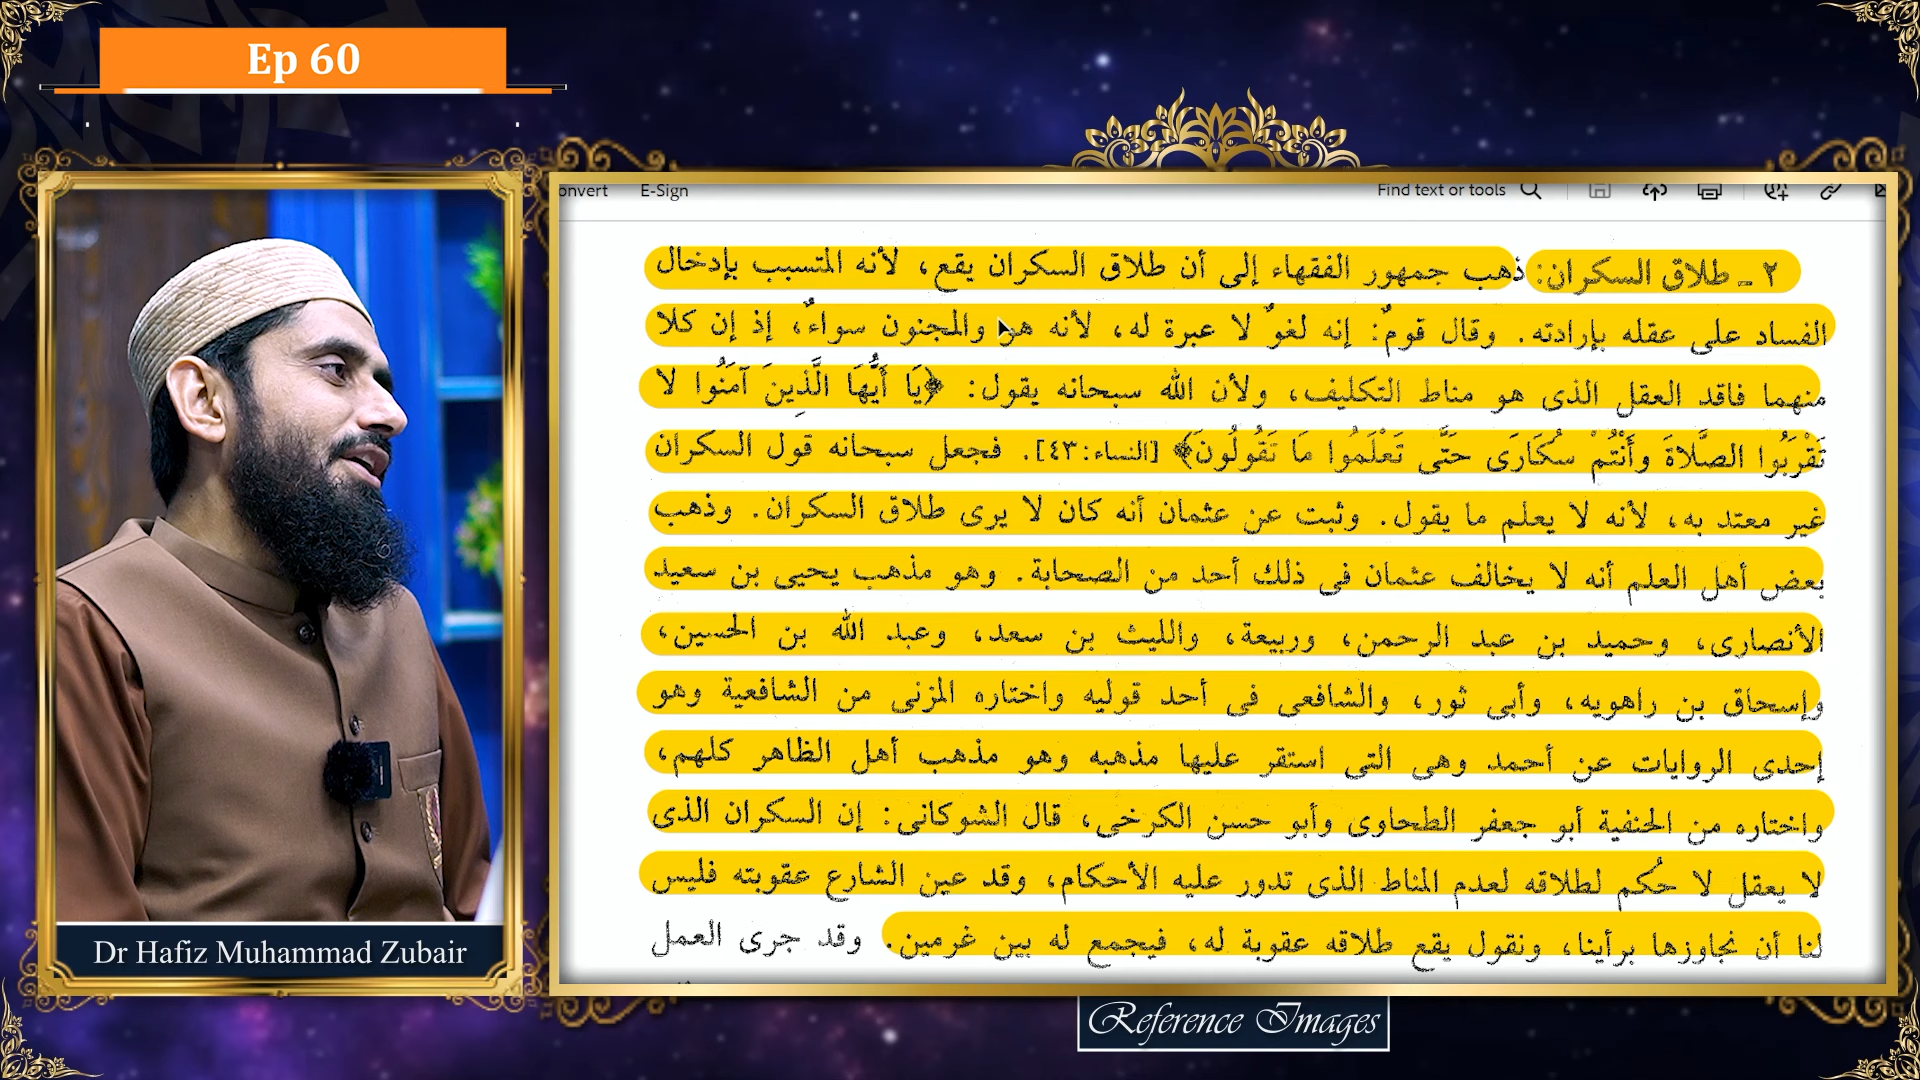 Ep 60
onvert E-Sign Find text or tools
٢ ـ طلاق السكران: ذهب جمهور الفقهاء إلى أن طلاق السكران يقع، لأنه المتسبب بإدخال
الفساد على عقله بإرادته. وقال قومٌ: إنه لغوٌ لا عبرة له، لأنه هو والمجنون سواءٌ، إذ إن كلا
منهما فاقد العقل الذى هو مناط التكليف، ولأن الله سبحانه يقول: ﴿يَا أَيُّهَا الَّذِينَ آمَنُوا لا
تَقْرَبُوا الصَّلاَةَ وأَنْتُمْ سُكَارَى حَتَّى تَعْلَمُوا مَا تَقُولُونَ﴾ [النساء:٤٣]. فجعل سبحانه قول السكران
غير معتد به، لأنه لا يعلم ما يقول. وثبت عن عثمان أنه كان لا يرى طلاق السكران. وذهب
بعض أهل العلم أنه لا يخالف عثمان فى ذلك أحد من الصحابة. وهو مذهب يحيى بن سعيد
الأنصارى، وحميد بن عبد الرحمن، وربيعة، والليث بن سعد، وعبد الله بن الحسين،
وإسحاق بن راهويه، وأبى ثور، والشافعى فى أحد قوليه واختاره المزنى من الشافعية وهو
إحدى الروايات عن أحمد وهى التى استقر عليها مذهبه وهو مذهب أهل الظاهر كلهم،
واختاره من الحنفية أبو جعفر الطحاوى وأبو حسن الكرخى، قال الشوكانى: إن السكران الذى
لا يعقل لا حُكم لطلاقه لعدم المناط الذى تدور عليه الأحكام، وقد عين الشارع عقوبته فليس
لنا أن نجاوزها برأينا، ونقول يقع طلاقه عقوبة له، فيجمع له بين غرمين. وقد جرى العمل
Dr Hafiz Muhammad Zubair
Reference Images